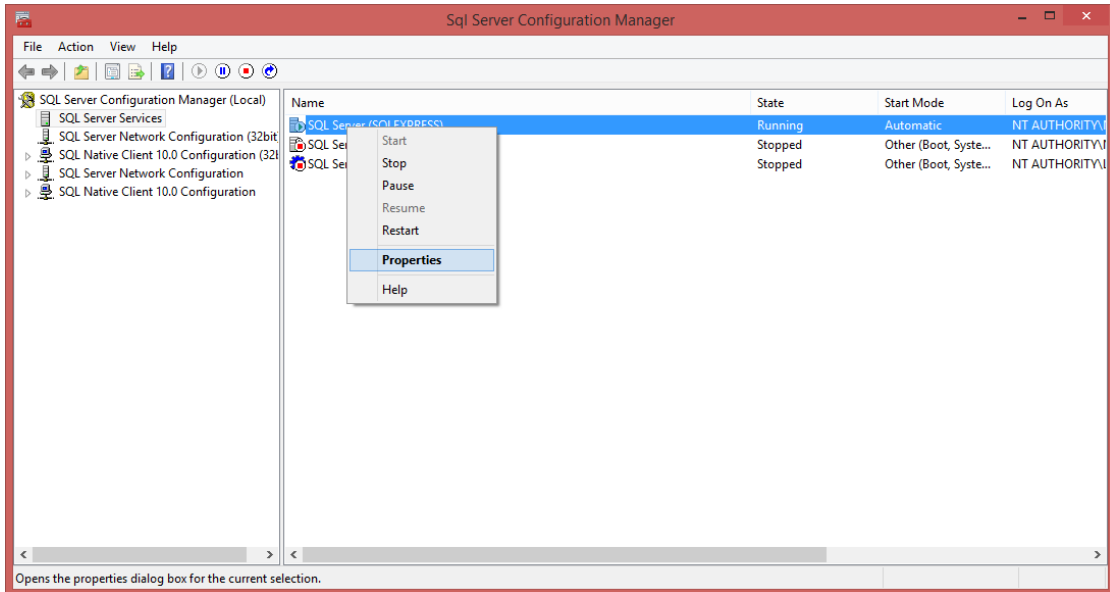 Sql Server Configuration Manager
File Action View Help
SQL Server Configuration Manager (Local)
SQL Server Services
SQL Server Network Configuration (32bit
SQL Native Client 10.0 Configuration (32b
SQL Server Network Configuration
SQL Native Client 10.0 Configuration
Name State Start Mode Log On As
SQL Server (SQLEXPRESS) Running Automatic NT AUTHORITY\
SQL Ser Stopped Other (Boot, Syste... NT AUTHORITY\
SQL Ser Stopped Other (Boot, Syste... NT AUTHORITY\L
Start
Stop
Pause
Resume
Restart
Properties
Help
Opens the properties dialog box for the current selection.